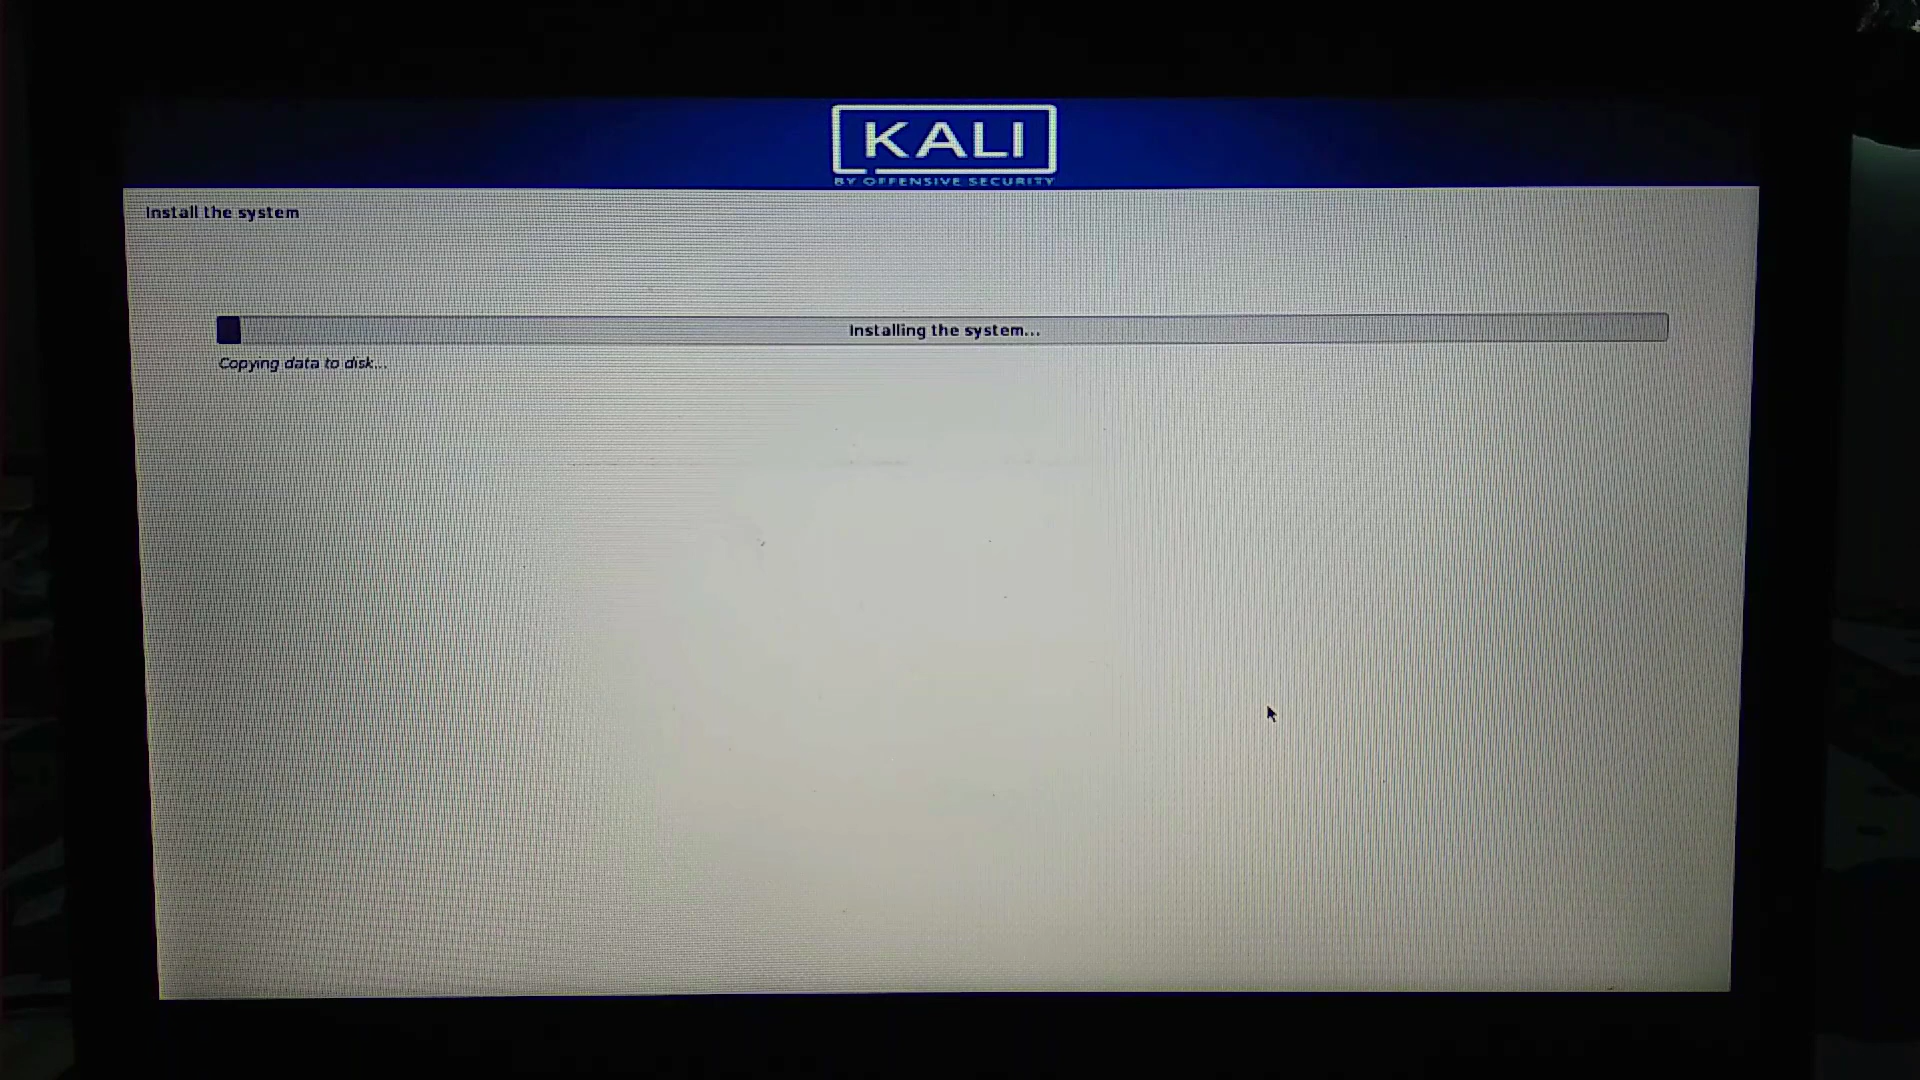 KALI
BY OFFENSIVE SECURITY
Install the system
Installing the system...
Copying data to disk...